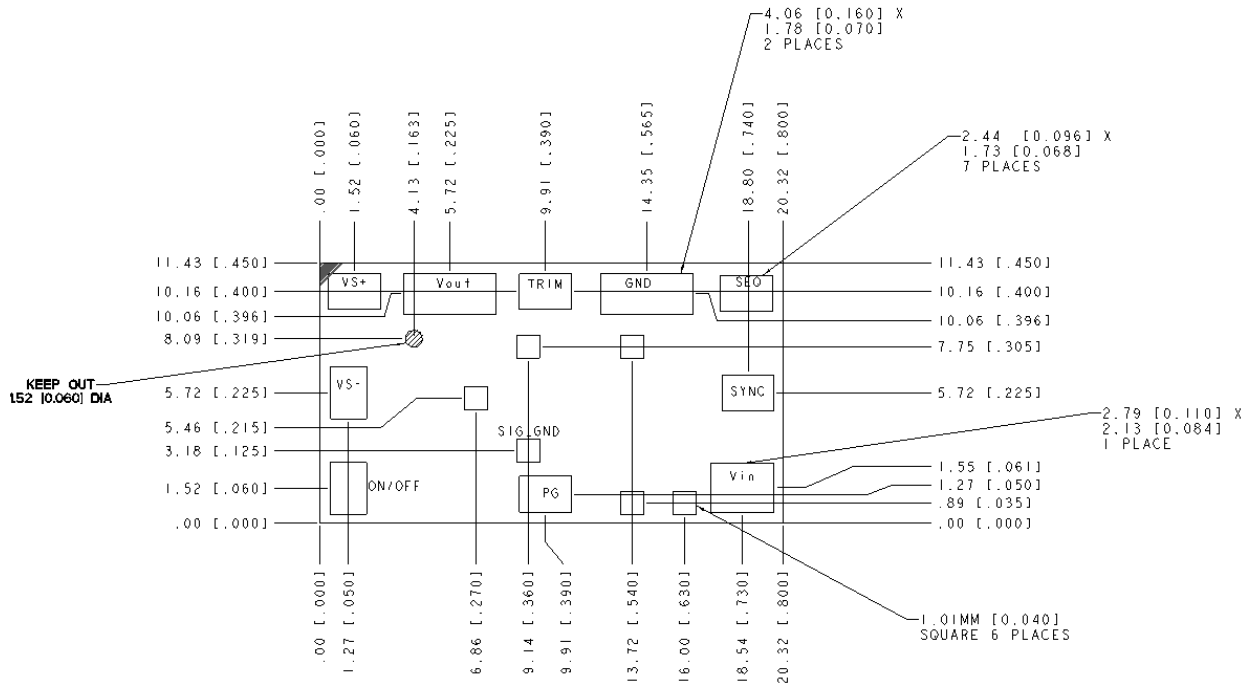 4.06 [0.160] X
1.78 [0.070]
2 PLACES
2.44 [0.096] X
1.73 [0.068]
7 PLACES
.00 [.000]
1.52 [.060]
4.13 [.163]
5.72 [.225]
9.91 [.390]
14.35 [.565]
18.80 [.740]
20.32 [.800]
11.43 [.450]
10.16 [.400]
10.06 [.396]
8.09 [.319]
5.72 [.225]
5.46 [.215]
3.18 [.125]
1.52 [.060]
.00 [.000]
KEEP OUT
1.52 [0.060] DIA
VS+
Vout
TRIM
GND
SEQ
VS-
SYNC
SIG_GND
ON/OFF
PG
Vin
11.43 [.450]
10.16 [.400]
10.06 [.396]
7.75 [.305]
5.72 [.225]
2.79 [0.110] X
2.13 [0.084]
1 PLACE
1.55 [.061]
1.27 [.050]
.89 [.035]
.00 [.000]
.00 [.000]
1.27 [.050]
6.86 [.270]
9.14 [.360]
9.91 [.390]
13.72 [.540]
16.00 [.630]
18.54 [.730]
20.32 [.800]
1.01MM [0.040]
SQUARE 6 PLACES